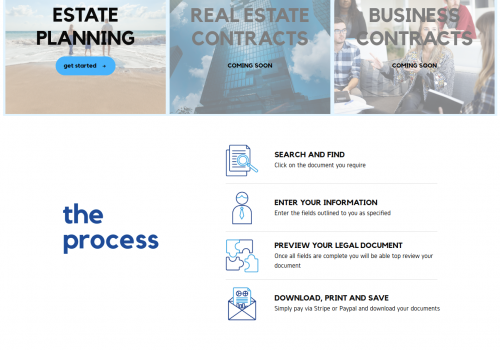 ESTATE
PLANNING
get started →
REAL ESTATE
CONTRACTS
COMING SOON
BUSINESS
CONTRACTS
COMING SOON
the
process
SEARCH AND FIND
Click on the document you require
ENTER YOUR INFORMATION
Enter the fields outlined to you as specified
PREVIEW YOUR LEGAL DOCUMENT
Once all fields are complete you will be able top review your
document
DOWNLOAD, PRINT AND SAVE
Simply pay via Stripe or Paypal and download your documents